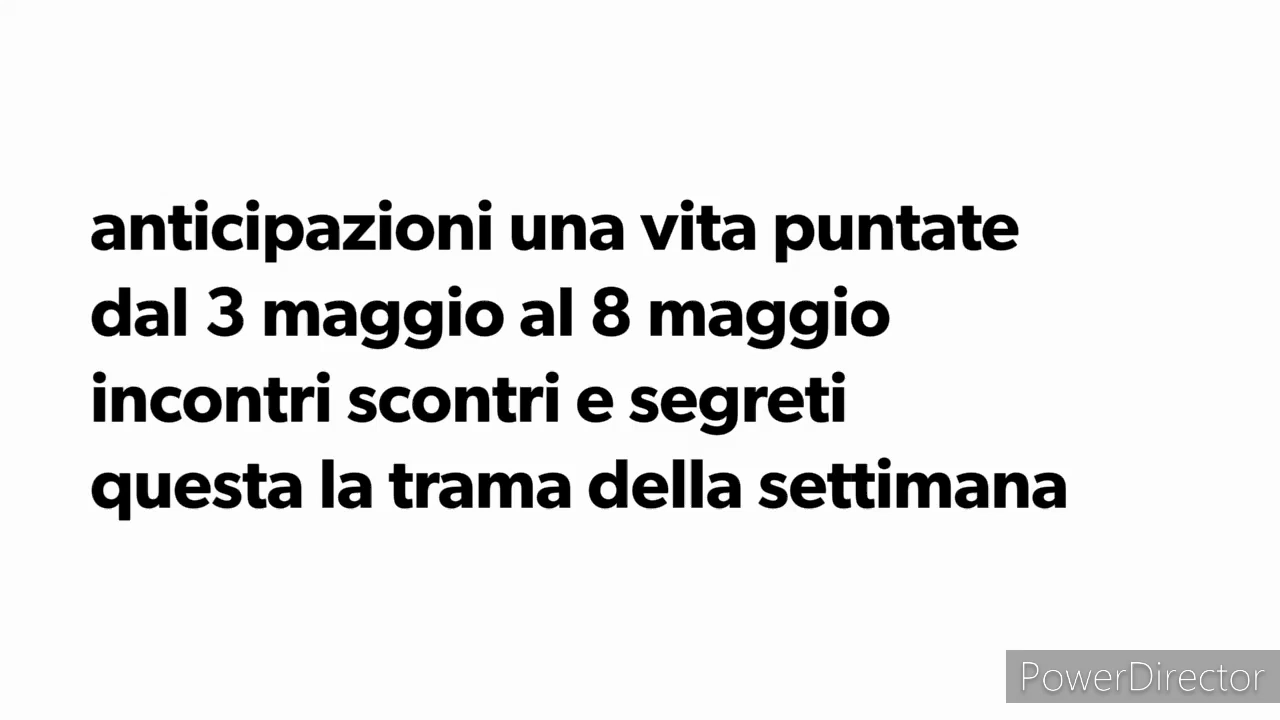 anticipazioni una vita puntate
dal 3 maggio al 8 maggio
incontri scontri e segreti
questa la trama della settimana
PowerDirector